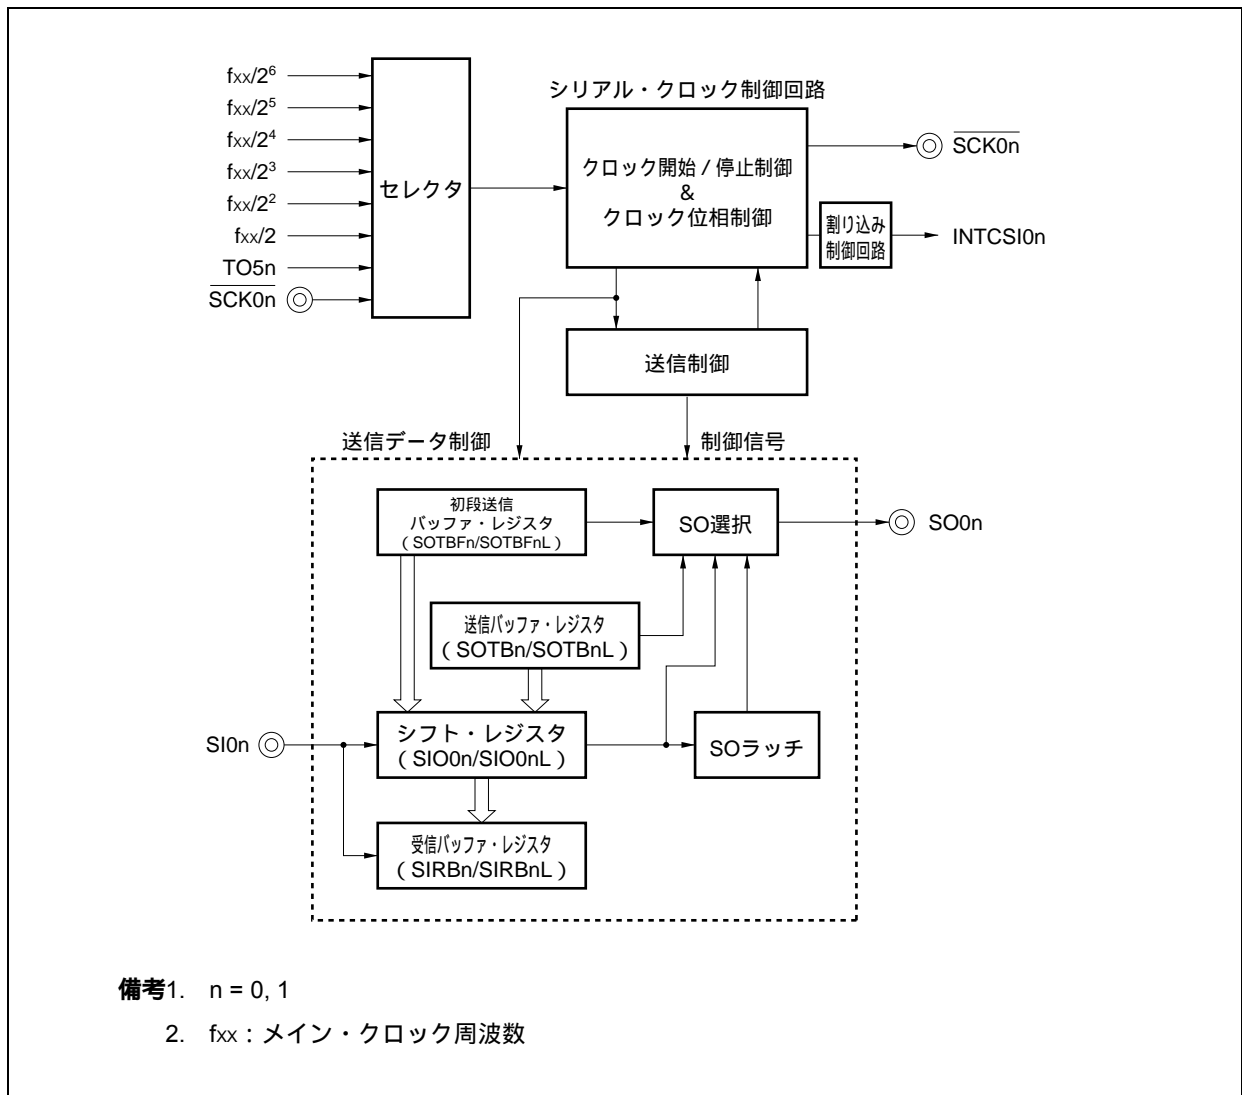 fxx/2⁶
fxx/2⁵
fxx/2⁴
fxx/2³
fxx/2²
fxx/2
TO5n
SCK0n
セレクタ
シリアル・クロック制御回路
クロック開始/停止制御
&
クロック位相制御
SCK0n
割り込み
制御回路
INTCSI0n
送信制御
送信データ制御
制御信号
初段送信
バッファ・レジスタ
(SOTBFn/SOTBFnL)
SO選択
SO0n
送信バッファ・レジスタ
(SOTBn/SOTBnL)
SI0n
シフト・レジスタ
(SIO0n/SIO0nL)
SOラッチ
受信バッファ・レジスタ
(SIRBn/SIRBnL)
備考1. n = 0, 1
2. fxx:メイン・クロック周波数